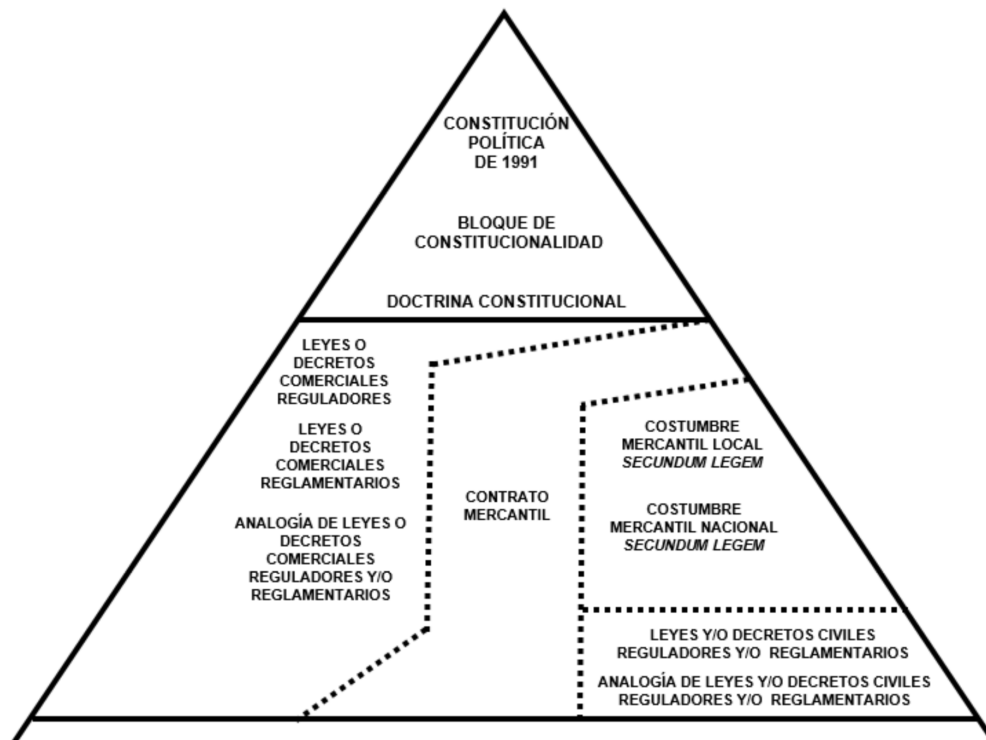 CONSTITUCIÓN
POLÍTICA
DE 1991
BLOQUE DE
CONSTITUCIONALIDAD
DOCTRINA CONSTITUCIONAL
LEYES O
DECRETOS
COMERCIALES
REGULADORES
LEYES O
DECRETOS
COMERCIALES
REGLAMENTARIOS
ANALOGÍA DE LEYES O
DECRETOS
COMERCIALES
REGULADORES Y/O
REGLAMENTARIOS
CONTRATO
MERCANTIL
COSTUMBRE
MERCANTIL LOCAL
SECUNDUM LEGEM
COSTUMBRE
MERCANTIL NACIONAL
SECUNDUM LEGEM
LEYES Y/O DECRETOS CIVILES
REGULADORES Y/O REGLAMENTARIOS
ANALOGÍA DE LEYES Y/O DECRETOS CIVILES
REGULADORES Y/O REGLAMENTARIOS